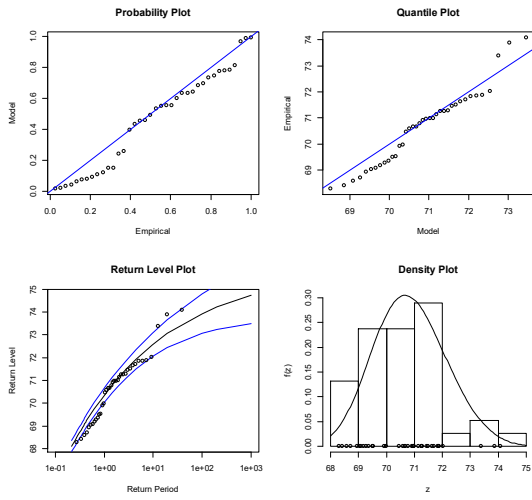 Probability Plot
Model
0.0 0.2 0.4 0.6 0.8 1.0
0.0 0.2 0.4 0.6 0.8 1.0
Empirical
Quantile Plot
Empirical
69 70 71 72 73 74
69 70 71 72 73
Model
Return Level Plot
Return Level
68 69 70 71 72 73 74 75
1e-01 1e+00 1e+01 1e+02 1e+03
Return Period
Density Plot
f(z)
0.00 0.05 0.10 0.15 0.20 0.25 0.30
68 69 70 71 72 73 74 75
z